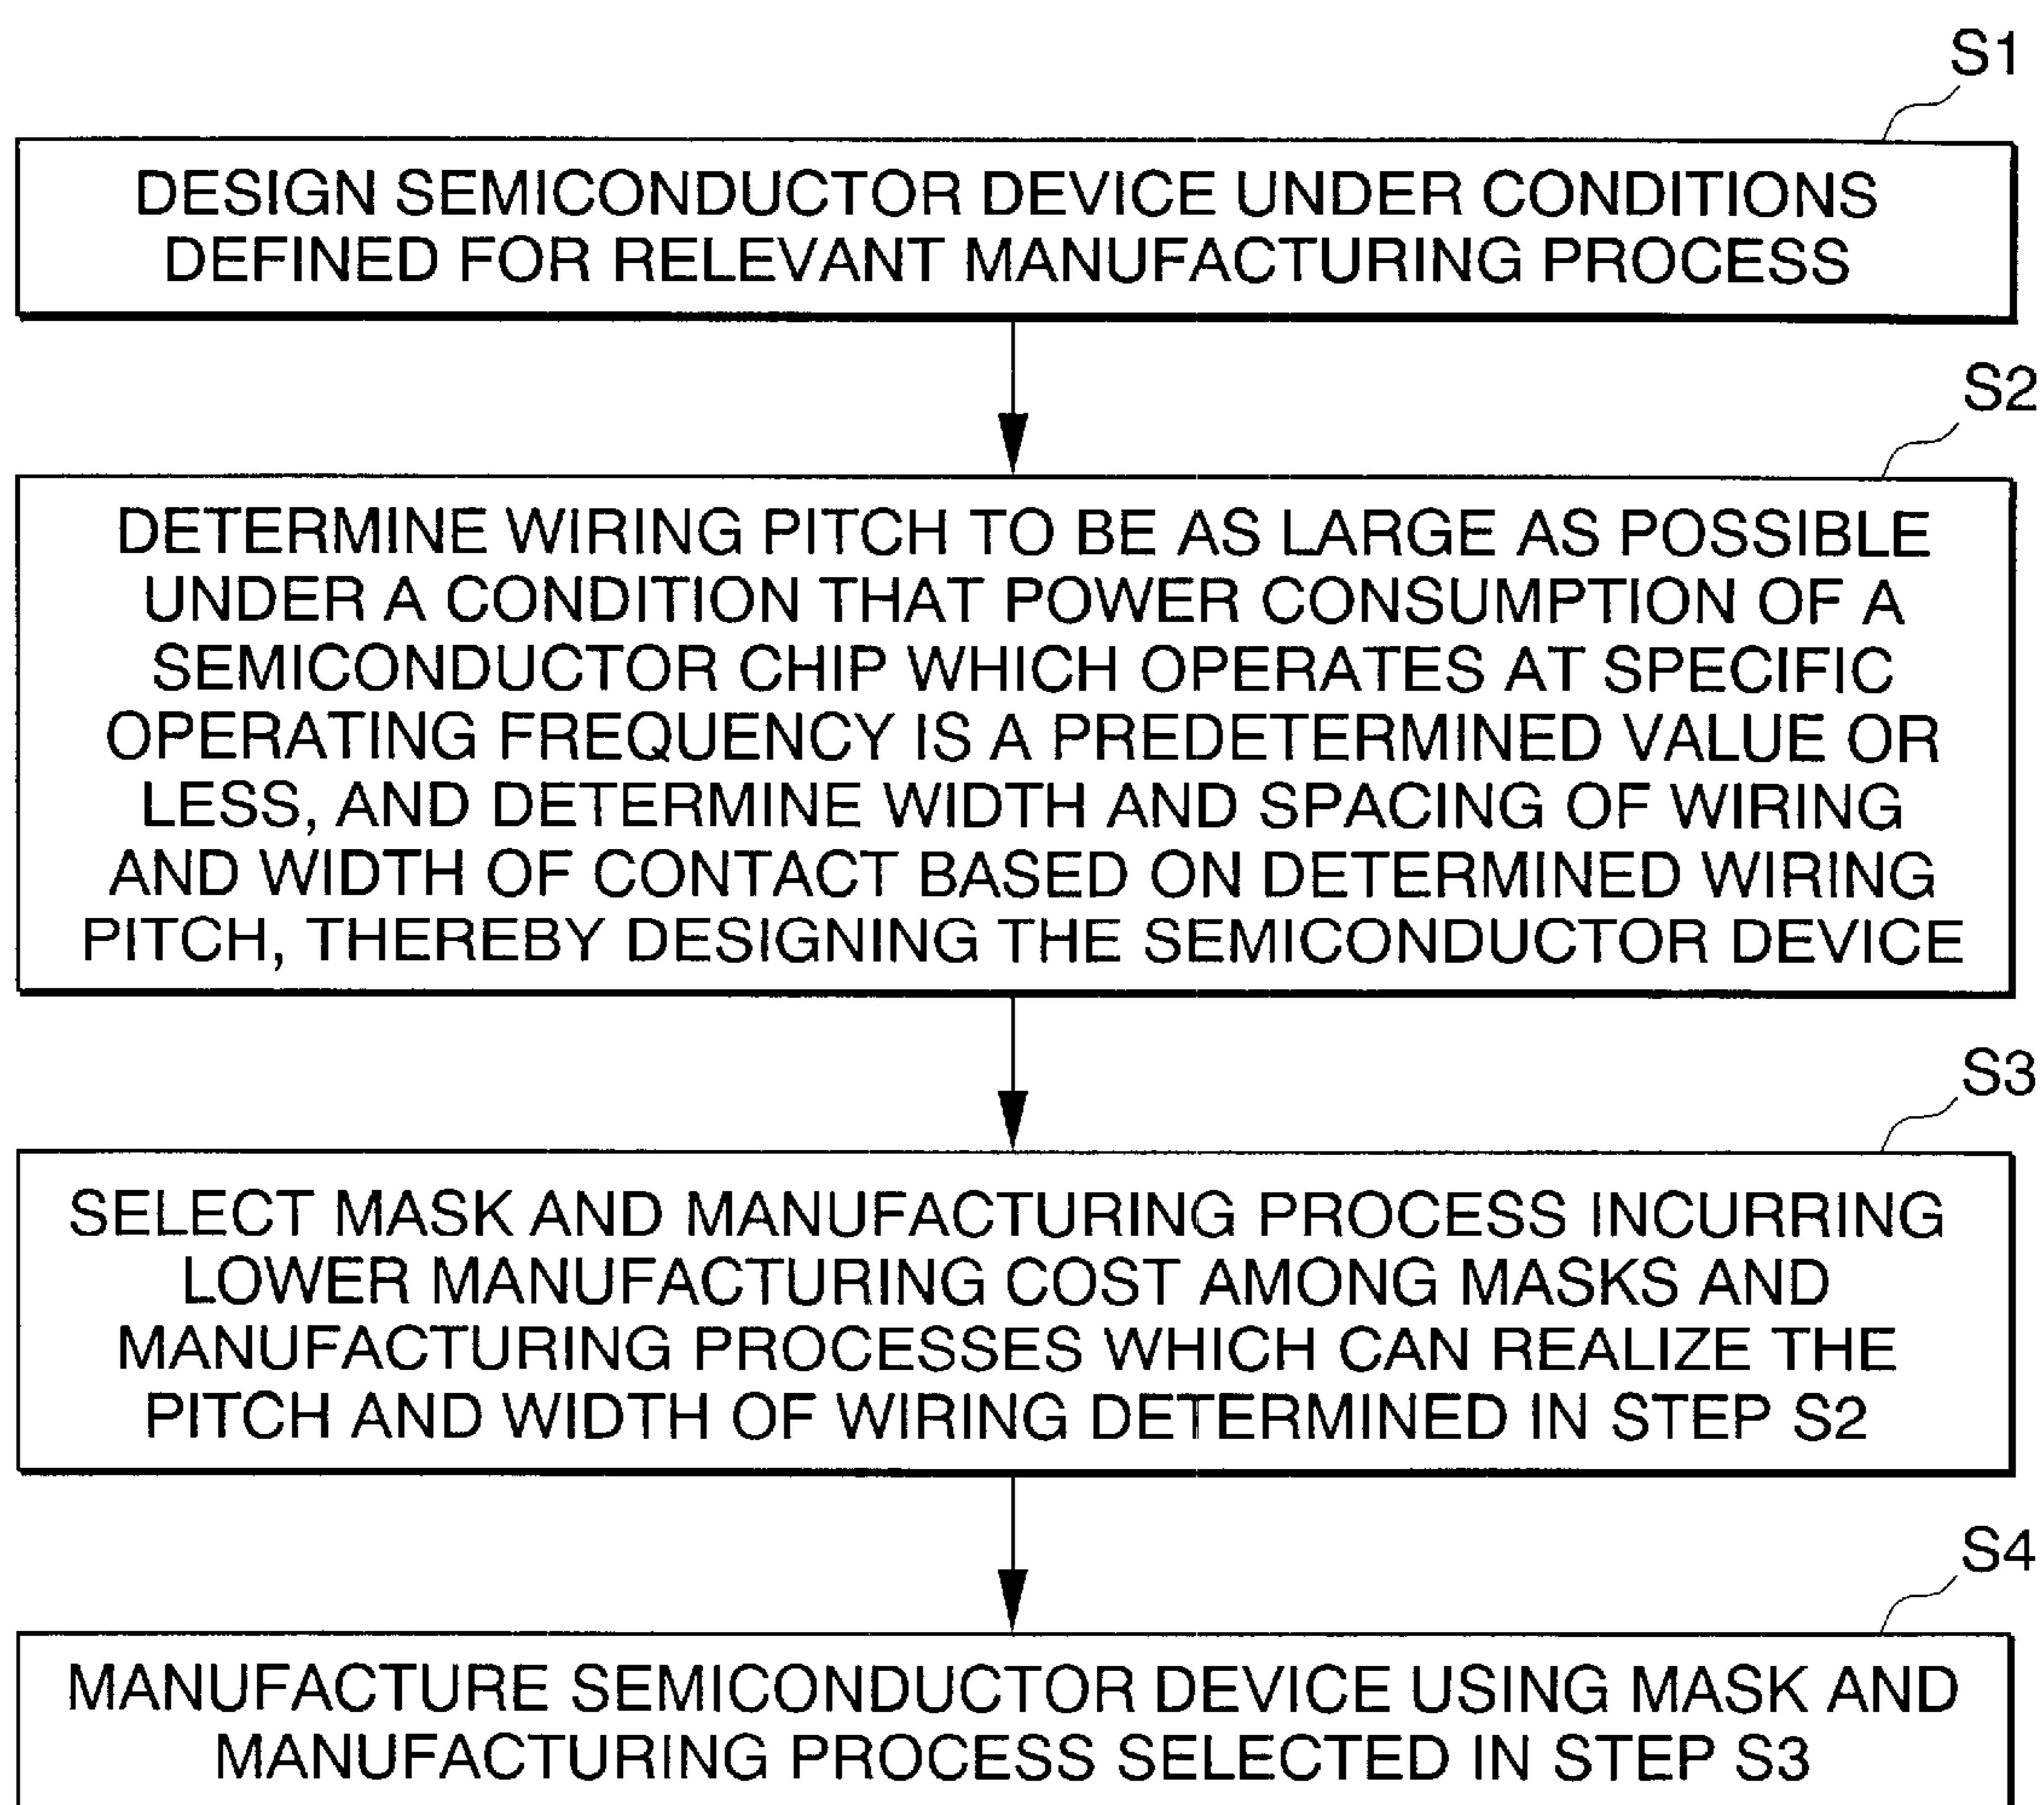 S1
DESIGN SEMICONDUCTOR DEVICE UNDER CONDITIONS
DEFINED FOR RELEVANT MANUFACTURING PROCESS
S2
DETERMINE WIRING PITCH TO BE AS LARGE AS POSSIBLE
UNDER A CONDITION THAT POWER CONSUMPTION OF A
SEMICONDUCTOR CHIP WHICH OPERATES AT SPECIFIC
OPERATING FREQUENCY IS A PREDETERMINED VALUE OR
LESS, AND DETERMINE WIDTH AND SPACING OF WIRING
AND WIDTH OF CONTACT BASED ON DETERMINED WIRING
PITCH, THEREBY DESIGNING THE SEMICONDUCTOR DEVICE
S3
SELECT MASK AND MANUFACTURING PROCESS INCURRING
LOWER MANUFACTURING COST AMONG MASKS AND
MANUFACTURING PROCESSES WHICH CAN REALIZE THE
PITCH AND WIDTH OF WIRING DETERMINED IN STEP S2
S4
MANUFACTURE SEMICONDUCTOR DEVICE USING MASK AND
MANUFACTURING PROCESS SELECTED IN STEP S3